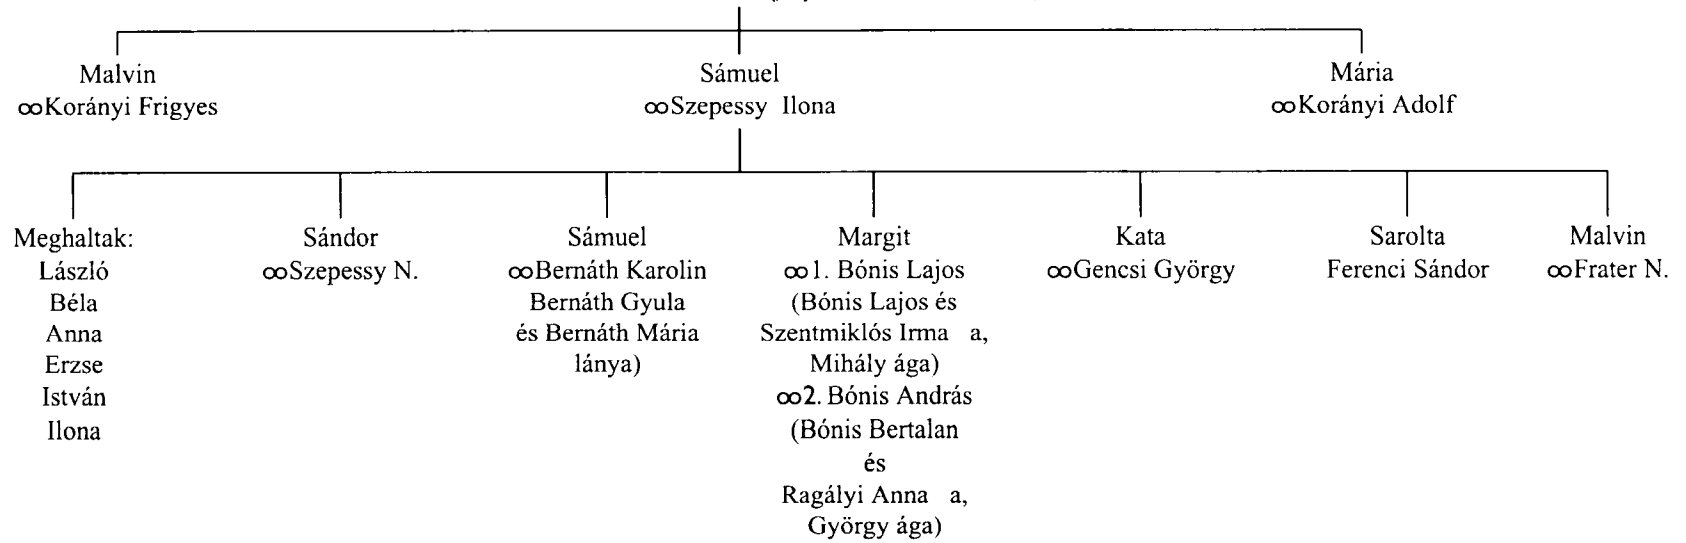 Malvin
∞Korányi Frigyes
Sámuel
∞Szepessy Ilona
Mária
∞Korányi Adolf
Meghaltak:
László
Béla
Anna
Erzse
István
Ilona
Sándor
∞Szepessy N.
Sámuel
∞Bernáth Karolin
Bernáth Gyula
és Bernáth Mária
lánya)
Margit
∞1. Bónis Lajos
(Bónis Lajos és
Szentmiklós Irma a,
Mihály ága)
∞2. Bónis András
(Bónis Bertalan
és
Ragályi Anna a,
György ága)
Kata
∞Gencsi György
Sarolta
Ferenci Sándor
Malvin
∞Frater N.